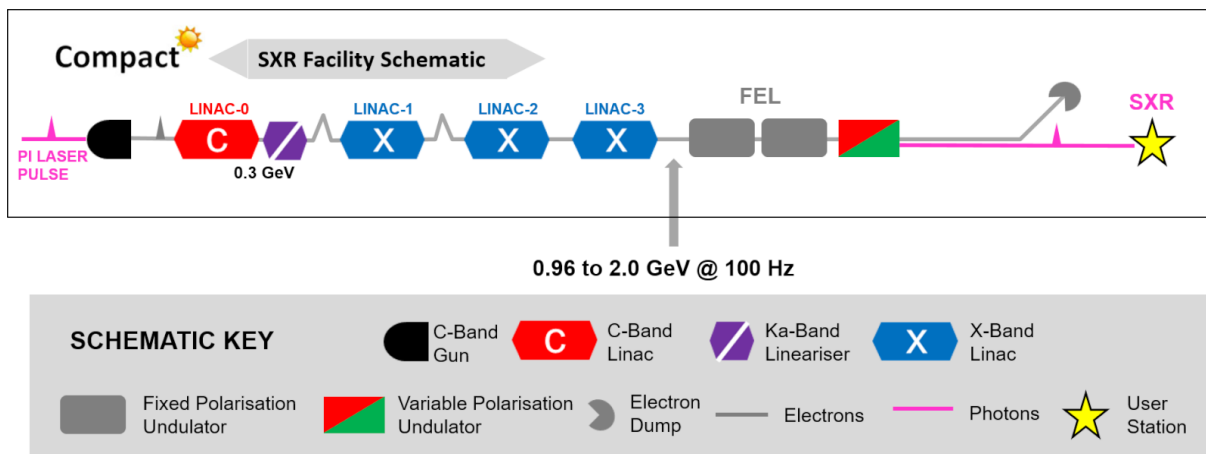 Compact
SXR Facility Schematic
LINAC-0
LINAC-1
LINAC-2
LINAC-3
FEL
SXR
C
X
X
X
PI LASER
PULSE
0.3 GeV
0.96 to 2.0 GeV @ 100 Hz
SCHEMATIC KEY
C-Band
Gun
C
C-Band
Linac
Ka-Band
Lineariser
X
X-Band
Linac
Fixed Polarisation
Undulator
Variable Polarisation
Undulator
Electron
Dump
Electrons
Photons
User
Station